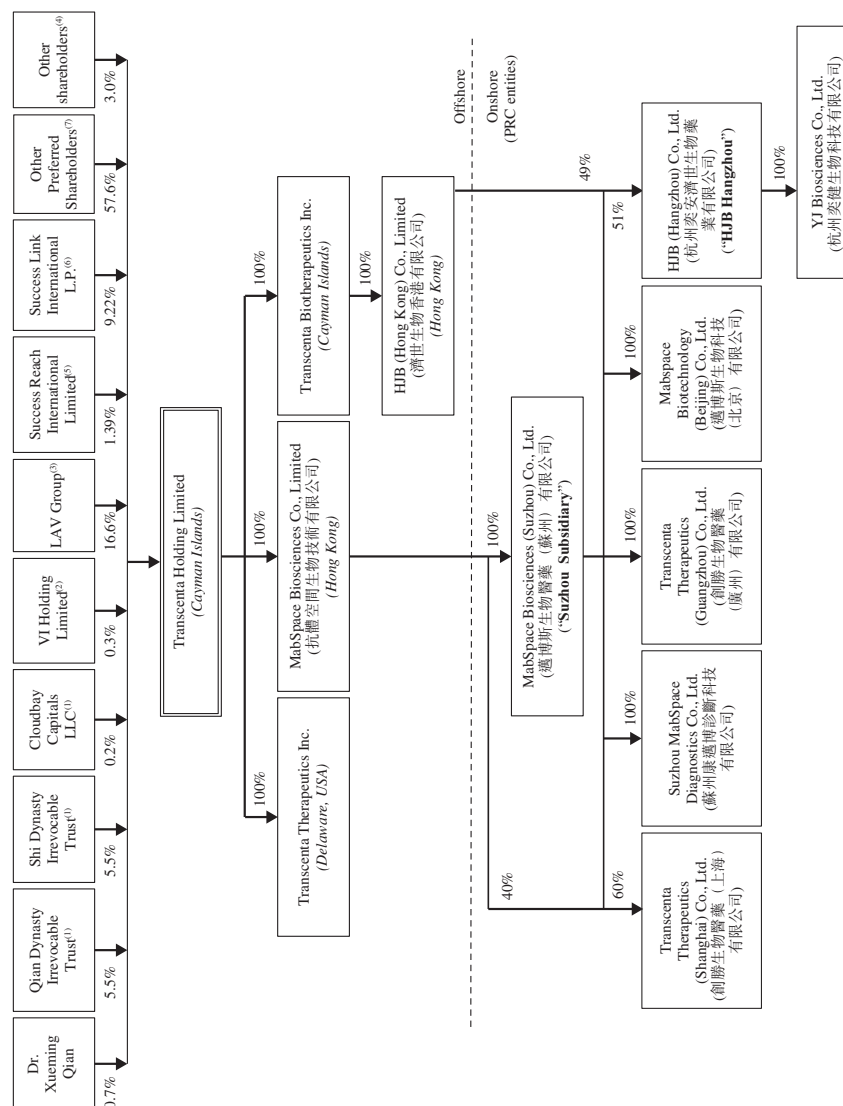 Dr.
Xueming
Qian
Qian Dynasty
Irrevocable
Trust(1)
Shi Dynasty
Irrevocable
Trust(1)
Cloudbay
Capitals
LLC(1)
VI Holding
Limited(2)
LAV Group(3)
Success Reach
International
Limited(5)
Success Link
International
L.P.(6)
Other
Preferred
Shareholders(7)
Other
shareholders(4)
0.7%
5.5%
5.5%
0.2%
0.3%
16.6%
1.39%
9.22%
57.6%
3.0%
Transcenta Holding Limited
(Cayman Islands)
100%
100%
100%
Transcenta Therapeutics Inc.
(Delaware, USA)
MabSpace Biosciences Co., Limited
(抗體空間生物技術有限公司)
(Hong Kong)
Transcenta Biotherapeutics Inc.
(Cayman Islands)
100%
HJB (Hong Kong) Co., Limited
(濟世生物香港有限公司)
(Hong Kong)
Offshore
Onshore
(PRC entities)
40%
100%
MabSpace Biosciences (Suzhou) Co., Ltd.
(邁博斯生物醫藥（蘇州）有限公司)
(“Suzhou Subsidiary”)
49%
60%
100%
100%
100%
51%
Transcenta
Therapeutics
(Shanghai) Co., Ltd.
(創勝生物醫藥（上海）
有限公司)
Suzhou MabSpace
Diagnostics Co., Ltd.
(蘇州康邁博診斷科技
有限公司)
Transcenta
Therapeutics
(Guangzhou) Co., Ltd.
(創勝生物醫藥
（廣州）有限公司)
Mabspace
Biotechnology
(Beijing) Co., Ltd.
(邁博斯生物科技
（北京）有限公司)
HJB (Hangzhou) Co., Ltd.
(杭州奕安濟世生物藥
業有限公司)
(“HJB Hangzhou”)
100%
YJ Biosciences Co., Ltd.
(杭州奕健生物科技有限公司)